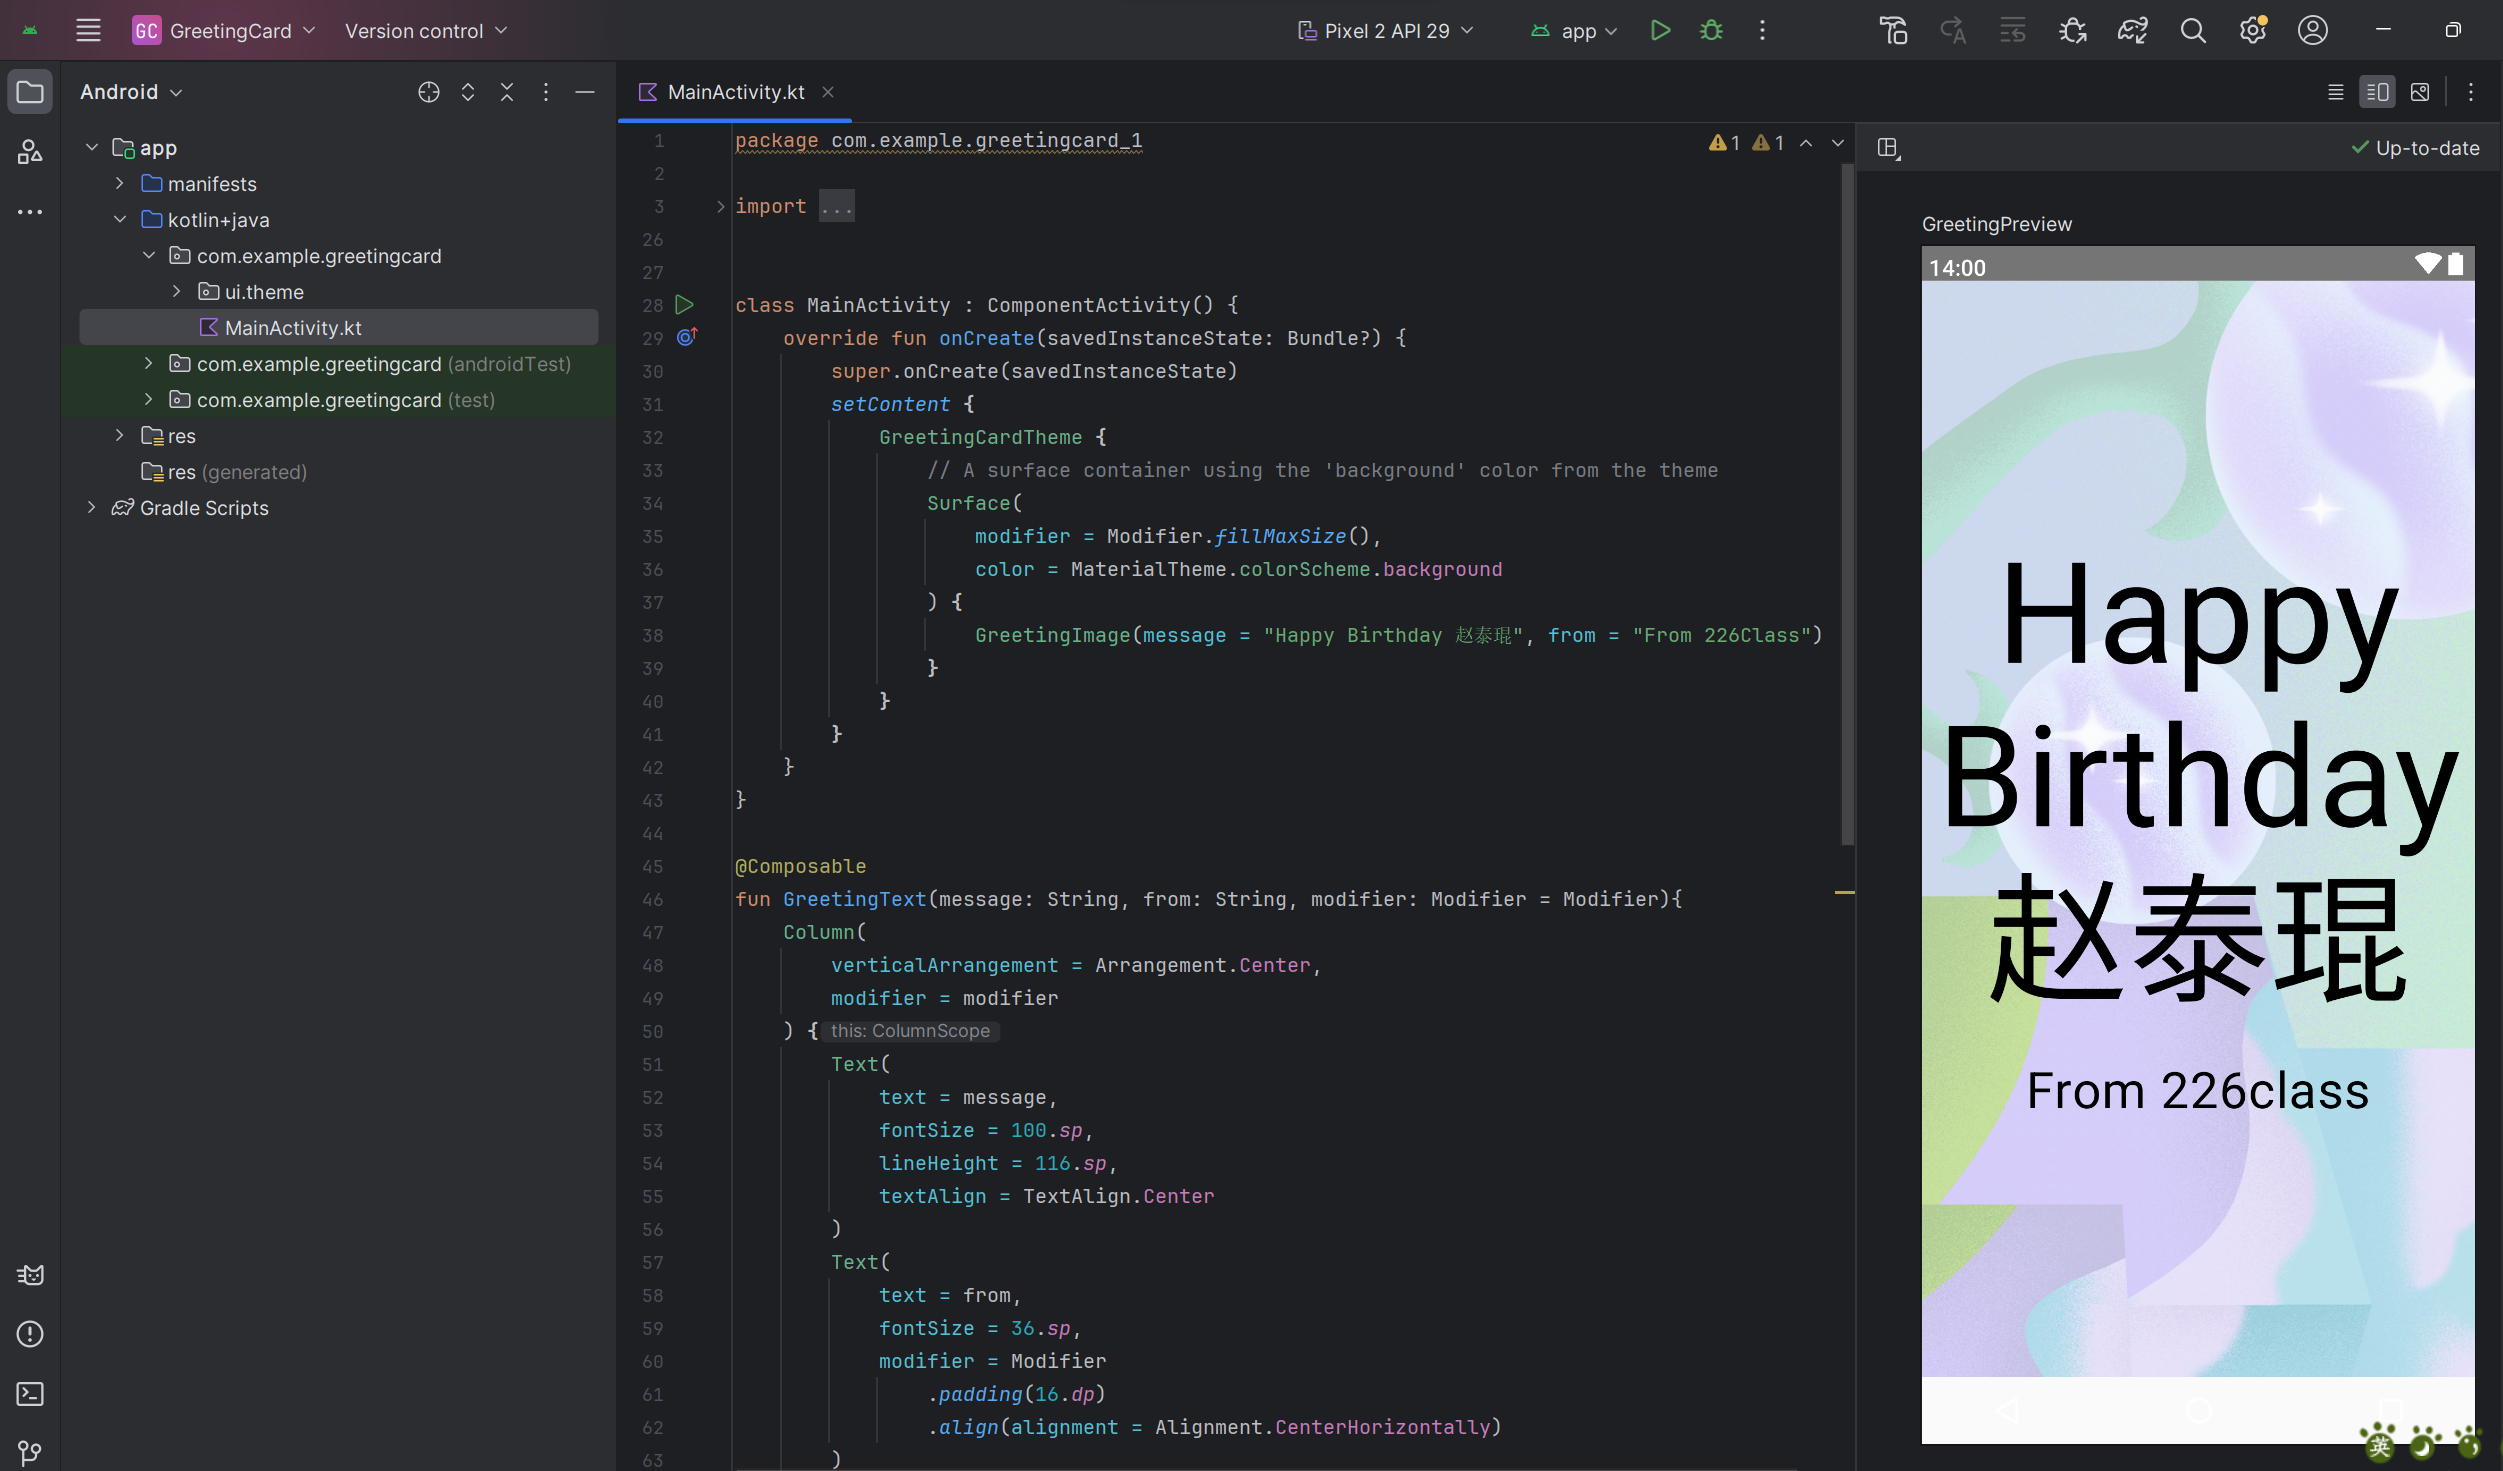 GC GreetingCard Version control Pixel 2 API 29 app
Android
app
manifests
kotlin+java
com.example.greetingcard
ui.theme
MainActivity.kt
com.example.greetingcard (androidTest)
com.example.greetingcard (test)
res
res (generated)
Gradle Scripts
MainActivity.kt
1 package com.example.greetingcard_1
1 1
2
3 import ...
26
27
28 class MainActivity : ComponentActivity() {
29 override fun onCreate(savedInstanceState: Bundle?) {
30 super.onCreate(savedInstanceState)
31 setContent {
32 GreetingCardTheme {
33 // A surface container using the 'background' color from the theme
34 Surface(
35 modifier = Modifier.fillMaxSize(),
36 color = MaterialTheme.colorScheme.background
37 ) {
38 GreetingImage(message = "Happy Birthday 赵泰琨", from = "From 226Class")
39 }
40 }
41 }
42 }
43 }
44
45 @Composable
46 fun GreetingText(message: String, from: String, modifier: Modifier = Modifier){
47 Column(
48 verticalArrangement = Arrangement.Center,
49 modifier = modifier
50 ) { this: ColumnScope
51 Text(
52 text = message,
53 fontSize = 100.sp,
54 lineHeight = 116.sp,
55 textAlign = TextAlign.Center
56 )
57 Text(
58 text = from,
59 fontSize = 36.sp,
60 modifier = Modifier
61 .padding(16.dp)
62 .align(alignment = Alignment.CenterHorizontally)
63 )
Up-to-date
GreetingPreview
14:00
Happy
Birthday
赵泰琨
From 226class
英